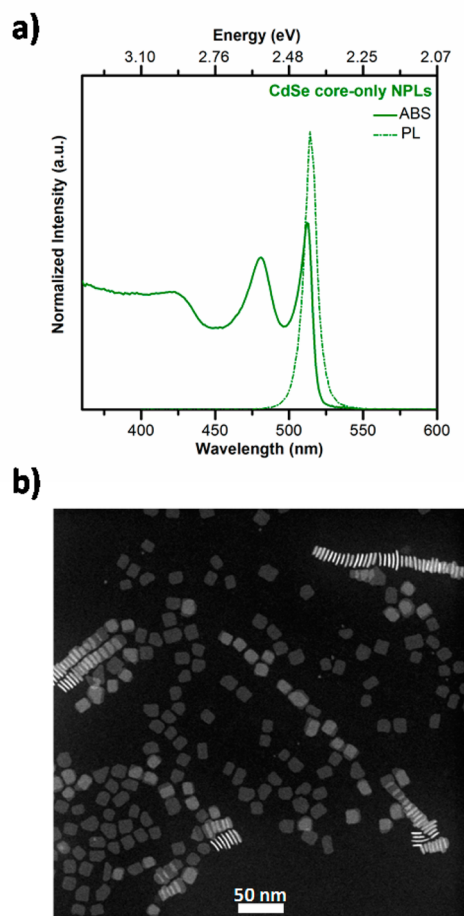 a)
Energy (eV)
3.10 2.76 2.48 2.25 2.07
CdSe core-only NPLs
ABS
PL
Normalized Intensity (a.u.)
400 450 500 550 600
Wavelength (nm)
b)
50 nm